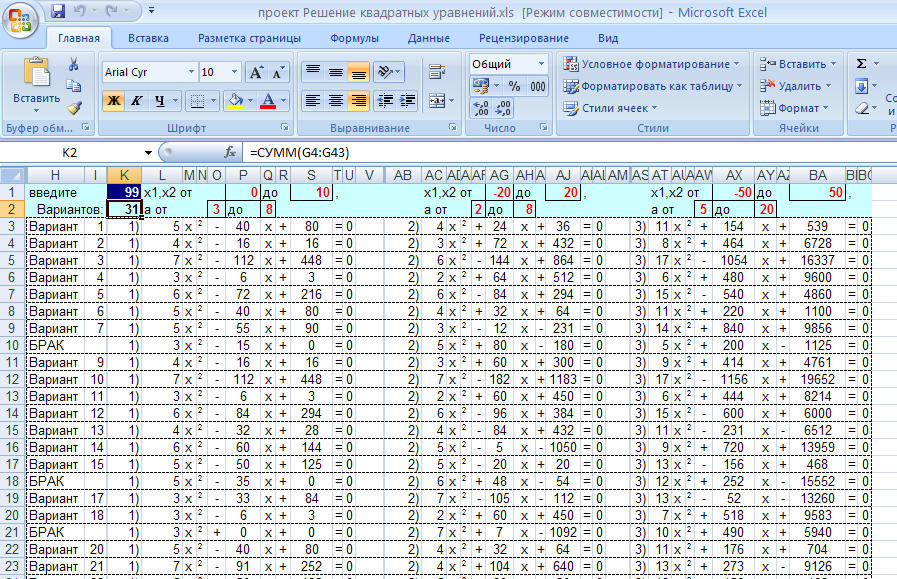 проект Решение квадратных уравнений.xls [Режим совместимости] - Microsoft Excel
Главная Вставка Разметка страницы Формулы Данные Рецензирование Вид
Вставить Arial Cyr 10 А А Общий Условное форматирование Вставить Σ
Ж К Ч А % 000 Форматировать как таблицу Удалить
Стили ячеек Формат
Буфер обм... Шрифт Выравнивание Число Стили Ячейки
K2 fx =СУММ(G4:G43)
H I K L M N O P Q R S T U V AB AC AG AH AJ AM AS AT AX AY BA
1 введите 99 x1,x2 от 0 до 10 , x1,x2 от -20 до 20 , x1,x2 от -50 до 50 ,
2 Вариантов: 31 а от 3 до 8 а от 2 до 8 а от 5 до 20
3 Вариант 1 1) 5 x ² - 40 x + 80 = 0 2) 4 x ² + 24 x + 36 = 0 3) 11 x ² + 154 x + 539 = 0
4 Вариант 2 1) 4 x ² - 16 x + 16 = 0 2) 3 x ² + 72 x + 432 = 0 3) 8 x ² + 464 x + 6728 = 0
5 Вариант 3 1) 7 x ² - 112 x + 448 = 0 2) 6 x ² - 144 x + 864 = 0 3) 17 x ² - 1054 x + 16337 = 0
6 Вариант 4 1) 3 x ² - 6 x + 3 = 0 2) 2 x ² + 64 x + 512 = 0 3) 6 x ² + 480 x + 9600 = 0
7 Вариант 5 1) 6 x ² - 72 x + 216 = 0 2) 6 x ² - 84 x + 294 = 0 3) 15 x ² - 540 x + 4860 = 0
8 Вариант 6 1) 5 x ² - 40 x + 80 = 0 2) 4 x ² + 32 x + 64 = 0 3) 11 x ² + 220 x + 1100 = 0
9 Вариант 7 1) 5 x ² - 55 x + 90 = 0 2) 3 x ² - 12 x - 231 = 0 3) 14 x ² + 840 x + 9856 = 0
10 БРАК 1) 3 x ² - 15 x + 0 = 0 2) 5 x ² + 80 x - 180 = 0 3) 5 x ² + 200 x - 1125 = 0
11 Вариант 9 1) 4 x ² - 16 x + 16 = 0 2) 3 x ² + 60 x + 300 = 0 3) 9 x ² + 414 x + 4761 = 0
12 Вариант 10 1) 7 x ² - 112 x + 448 = 0 2) 7 x ² - 182 x + 1183 = 0 3) 17 x ² - 1156 x + 19652 = 0
13 Вариант 11 1) 3 x ² - 6 x + 3 = 0 2) 2 x ² + 60 x + 450 = 0 3) 6 x ² + 444 x + 8214 = 0
14 Вариант 12 1) 6 x ² - 84 x + 294 = 0 2) 6 x ² - 96 x + 384 = 0 3) 15 x ² - 600 x + 6000 = 0
15 Вариант 13 1) 4 x ² - 32 x + 28 = 0 2) 4 x ² - 84 x + 432 = 0 3) 11 x ² - 231 x - 6512 = 0
16 Вариант 14 1) 6 x ² - 60 x + 144 = 0 2) 5 x ² - 5 x - 1050 = 0 3) 9 x ² + 720 x + 13959 = 0
17 Вариант 15 1) 5 x ² - 50 x + 125 = 0 2) 5 x ² - 20 x + 20 = 0 3) 13 x ² - 156 x + 468 = 0
18 БРАК 1) 5 x ² - 35 x + 0 = 0 2) 6 x ² + 48 x - 54 = 0 3) 12 x ² + 252 x - 15552 = 0
19 Вариант 17 1) 3 x ² - 33 x + 84 = 0 2) 7 x ² - 105 x - 112 = 0 3) 13 x ² - 52 x - 13260 = 0
20 Вариант 18 1) 3 x ² - 6 x + 3 = 0 2) 2 x ² + 60 x + 450 = 0 3) 7 x ² + 518 x + 9583 = 0
21 БРАК 1) 3 x ² + 0 x + 0 = 0 2) 7 x ² + 7 x - 1092 = 0 3) 10 x ² + 490 x + 5940 = 0
22 Вариант 20 1) 5 x ² - 40 x + 80 = 0 2) 4 x ² + 32 x + 64 = 0 3) 11 x ² + 176 x + 704 = 0
23 Вариант 21 1) 7 x ² - 91 x + 252 = 0 2) 4 x ² + 104 x + 640 = 0 3) 13 x ² + 273 x - 9126 = 0